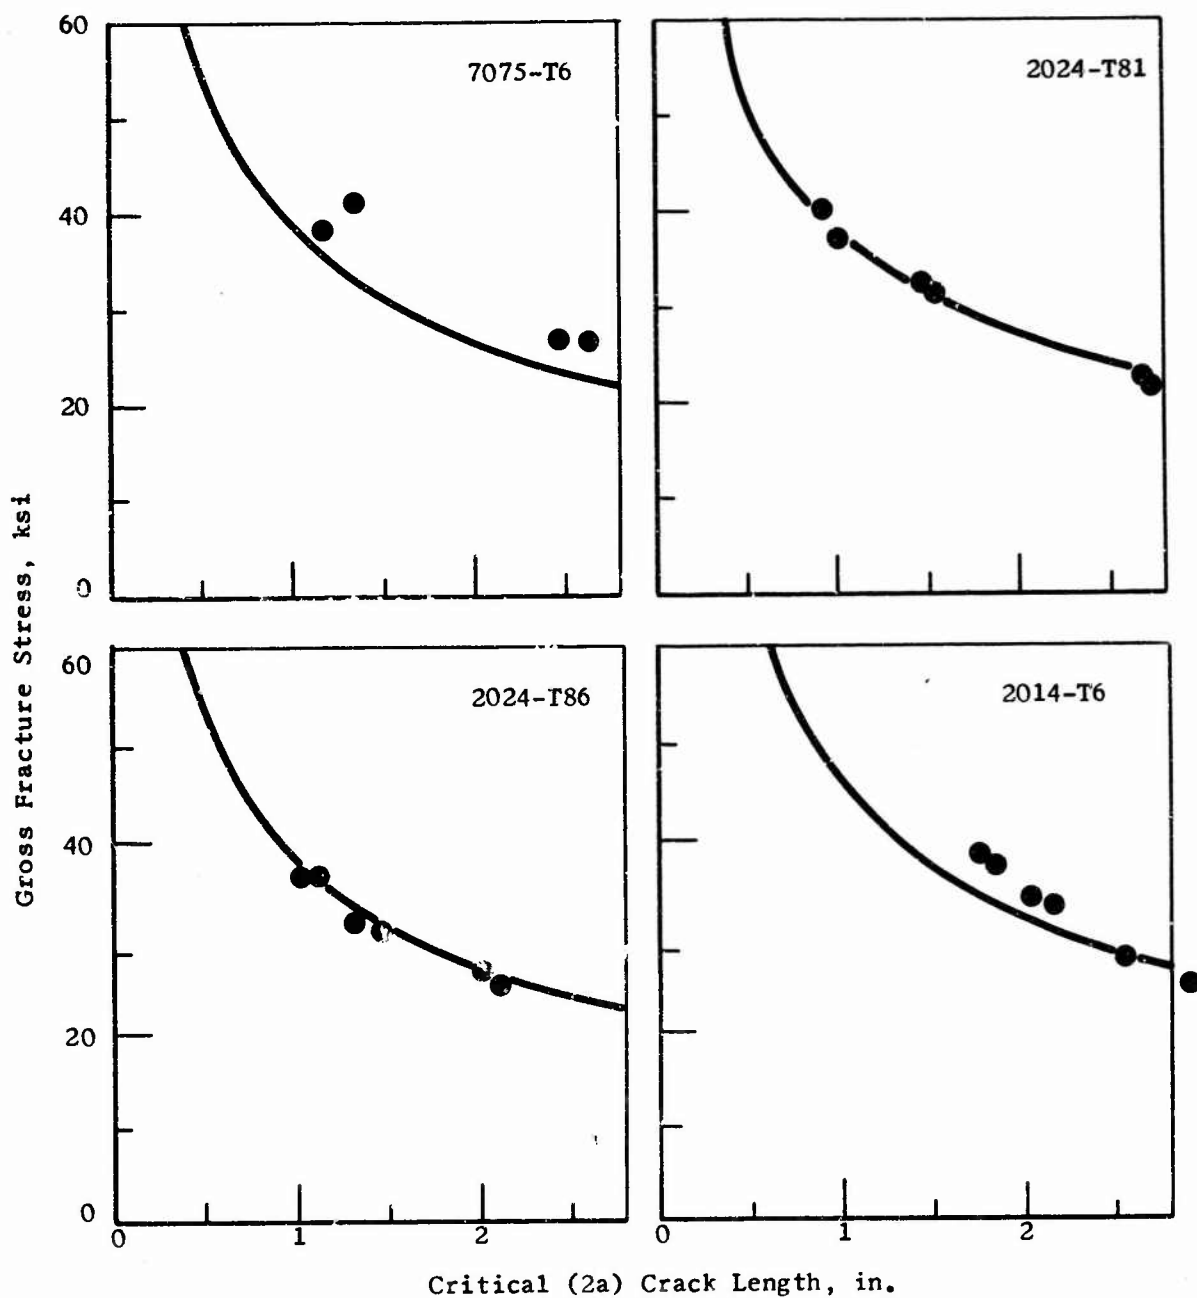 60
7075-T6
2024-T81
40
20
0
Gross Fracture Stress, ksi
60
2024-T86
2014-T6
40
20
0
0 1 2 0 1 2
Critical (2a) Crack Length, in.